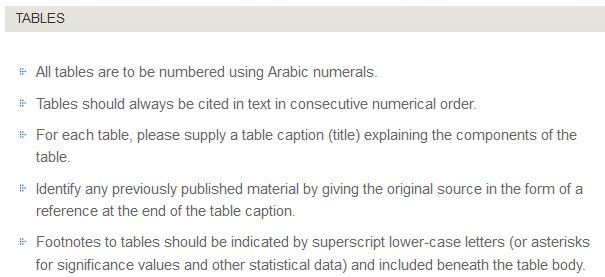 TABLES
All tables are to be numbered using Arabic numerals.
Tables should always be cited in text in consecutive numerical order.
For each table, please supply a table caption (title) explaining the components of the
table.
Identify any previously published material by giving the original source in the form of a
reference at the end of the table caption.
Footnotes to tables should be indicated by superscript lower-case letters (or asterisks
for significance values and other statistical data) and included beneath the table body.